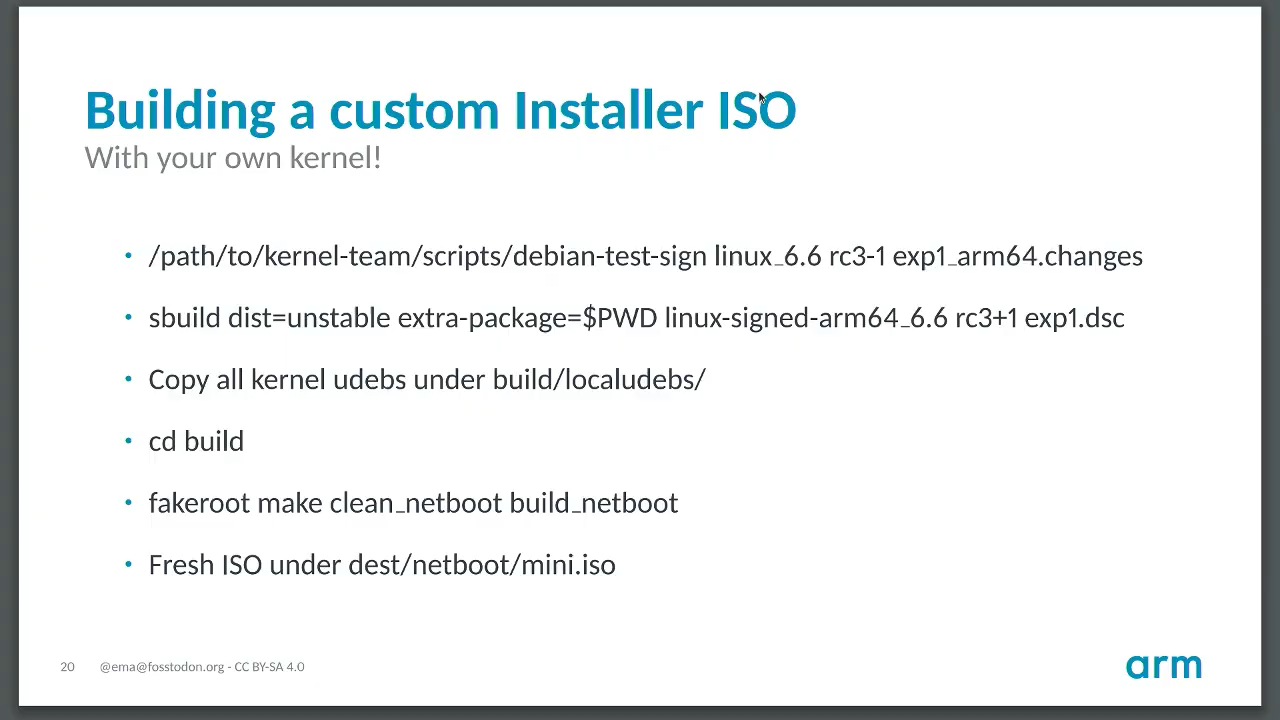 Building a custom Installer ISO
With your own kernel!
• /path/to/kernel-team/scripts/debian-test-sign linux_6.6 rc3-1 exp1_arm64.changes
• sbuild dist=unstable extra-package=$PWD linux-signed-arm64_6.6 rc3+1 exp1.dsc
• Copy all kernel udebs under build/localudebs/
• cd build
• fakeroot make clean_netboot build_netboot
• Fresh ISO under dest/netboot/mini.iso
20 @ema@fosstodon.org - CC BY-SA 4.0
arm